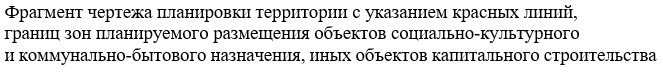 Фрагмент чертежа планировки территории с указанием красных линий,
границ зон планируемого размещения объектов социально-культурного
и коммунально-бытового назначения, иных объектов капитального строительства